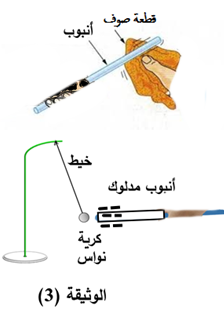 قطعة صوف
أنبوب
خيط
أنبوب مدلوك
كرية
نواس
الوثيقة (3)